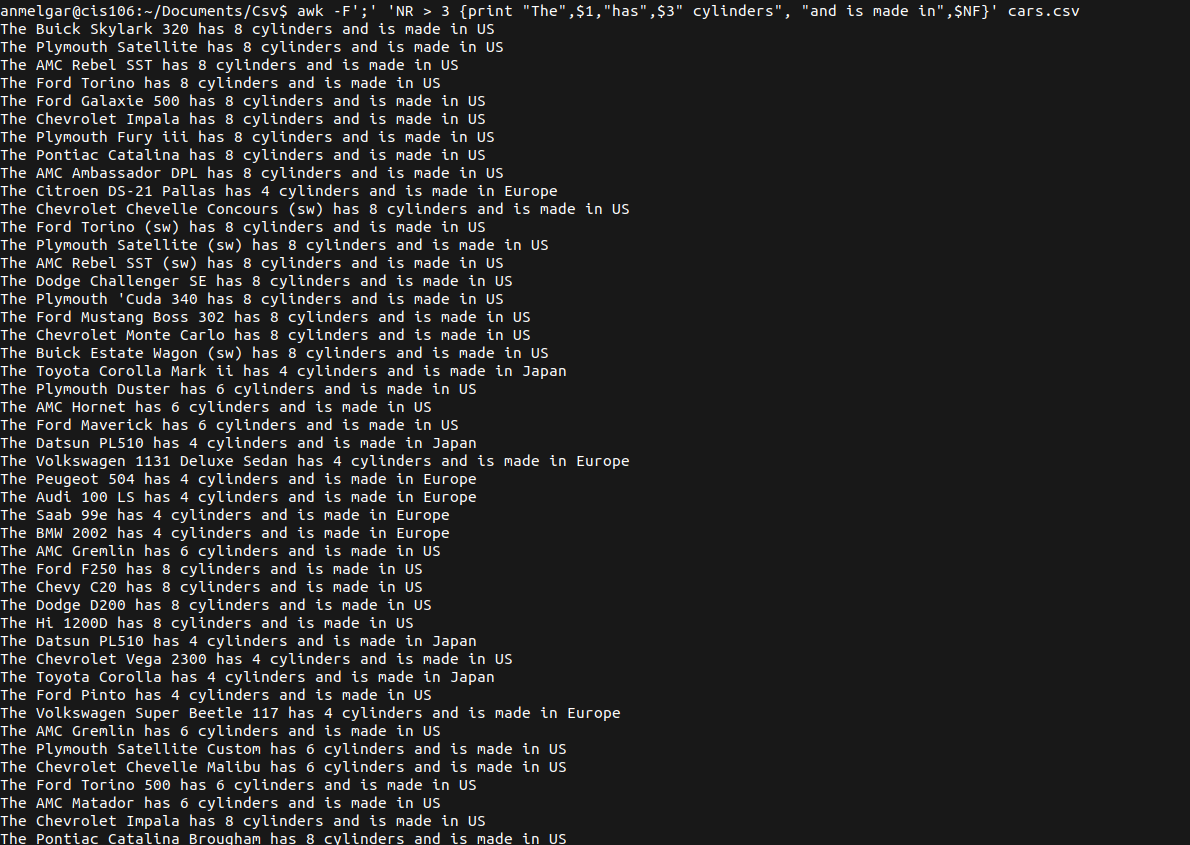 anmelgar@cis106:~/Documents/Csv$ awk -F';' 'NR > 3 {print "The",$1,"has",$3" cylinders", "and is made in",$NF}' cars.csv
The Buick Skylark 320 has 8 cylinders and is made in US
The Plymouth Satellite has 8 cylinders and is made in US
The AMC Rebel SST has 8 cylinders and is made in US
The Ford Torino has 8 cylinders and is made in US
The Ford Galaxie 500 has 8 cylinders and is made in US
The Chevrolet Impala has 8 cylinders and is made in US
The Plymouth Fury iii has 8 cylinders and is made in US
The Pontiac Catalina has 8 cylinders and is made in US
The AMC Ambassador DPL has 8 cylinders and is made in US
The Citroen DS-21 Pallas has 4 cylinders and is made in Europe
The Chevrolet Chevelle Concours (sw) has 8 cylinders and is made in US
The Ford Torino (sw) has 8 cylinders and is made in US
The Plymouth Satellite (sw) has 8 cylinders and is made in US
The AMC Rebel SST (sw) has 8 cylinders and is made in US
The Dodge Challenger SE has 8 cylinders and is made in US
The Plymouth 'Cuda 340 has 8 cylinders and is made in US
The Ford Mustang Boss 302 has 8 cylinders and is made in US
The Chevrolet Monte Carlo has 8 cylinders and is made in US
The Buick Estate Wagon (sw) has 8 cylinders and is made in US
The Toyota Corolla Mark ii has 4 cylinders and is made in Japan
The Plymouth Duster has 6 cylinders and is made in US
The AMC Hornet has 6 cylinders and is made in US
The Ford Maverick has 6 cylinders and is made in US
The Datsun PL510 has 4 cylinders and is made in Japan
The Volkswagen 1131 Deluxe Sedan has 4 cylinders and is made in Europe
The Peugeot 504 has 4 cylinders and is made in Europe
The Audi 100 LS has 4 cylinders and is made in Europe
The Saab 99e has 4 cylinders and is made in Europe
The BMW 2002 has 4 cylinders and is made in Europe
The AMC Gremlin has 6 cylinders and is made in US
The Ford F250 has 8 cylinders and is made in US
The Chevy C20 has 8 cylinders and is made in US
The Dodge D200 has 8 cylinders and is made in US
The Hi 1200D has 8 cylinders and is made in US
The Datsun PL510 has 4 cylinders and is made in Japan
The Chevrolet Vega 2300 has 4 cylinders and is made in US
The Toyota Corolla has 4 cylinders and is made in Japan
The Ford Pinto has 4 cylinders and is made in US
The Volkswagen Super Beetle 117 has 4 cylinders and is made in Europe
The AMC Gremlin has 6 cylinders and is made in US
The Plymouth Satellite Custom has 6 cylinders and is made in US
The Chevrolet Chevelle Malibu has 6 cylinders and is made in US
The Ford Torino 500 has 6 cylinders and is made in US
The AMC Matador has 6 cylinders and is made in US
The Chevrolet Impala has 8 cylinders and is made in US
The Pontiac Catalina Brougham has 8 cylinders and is made in US